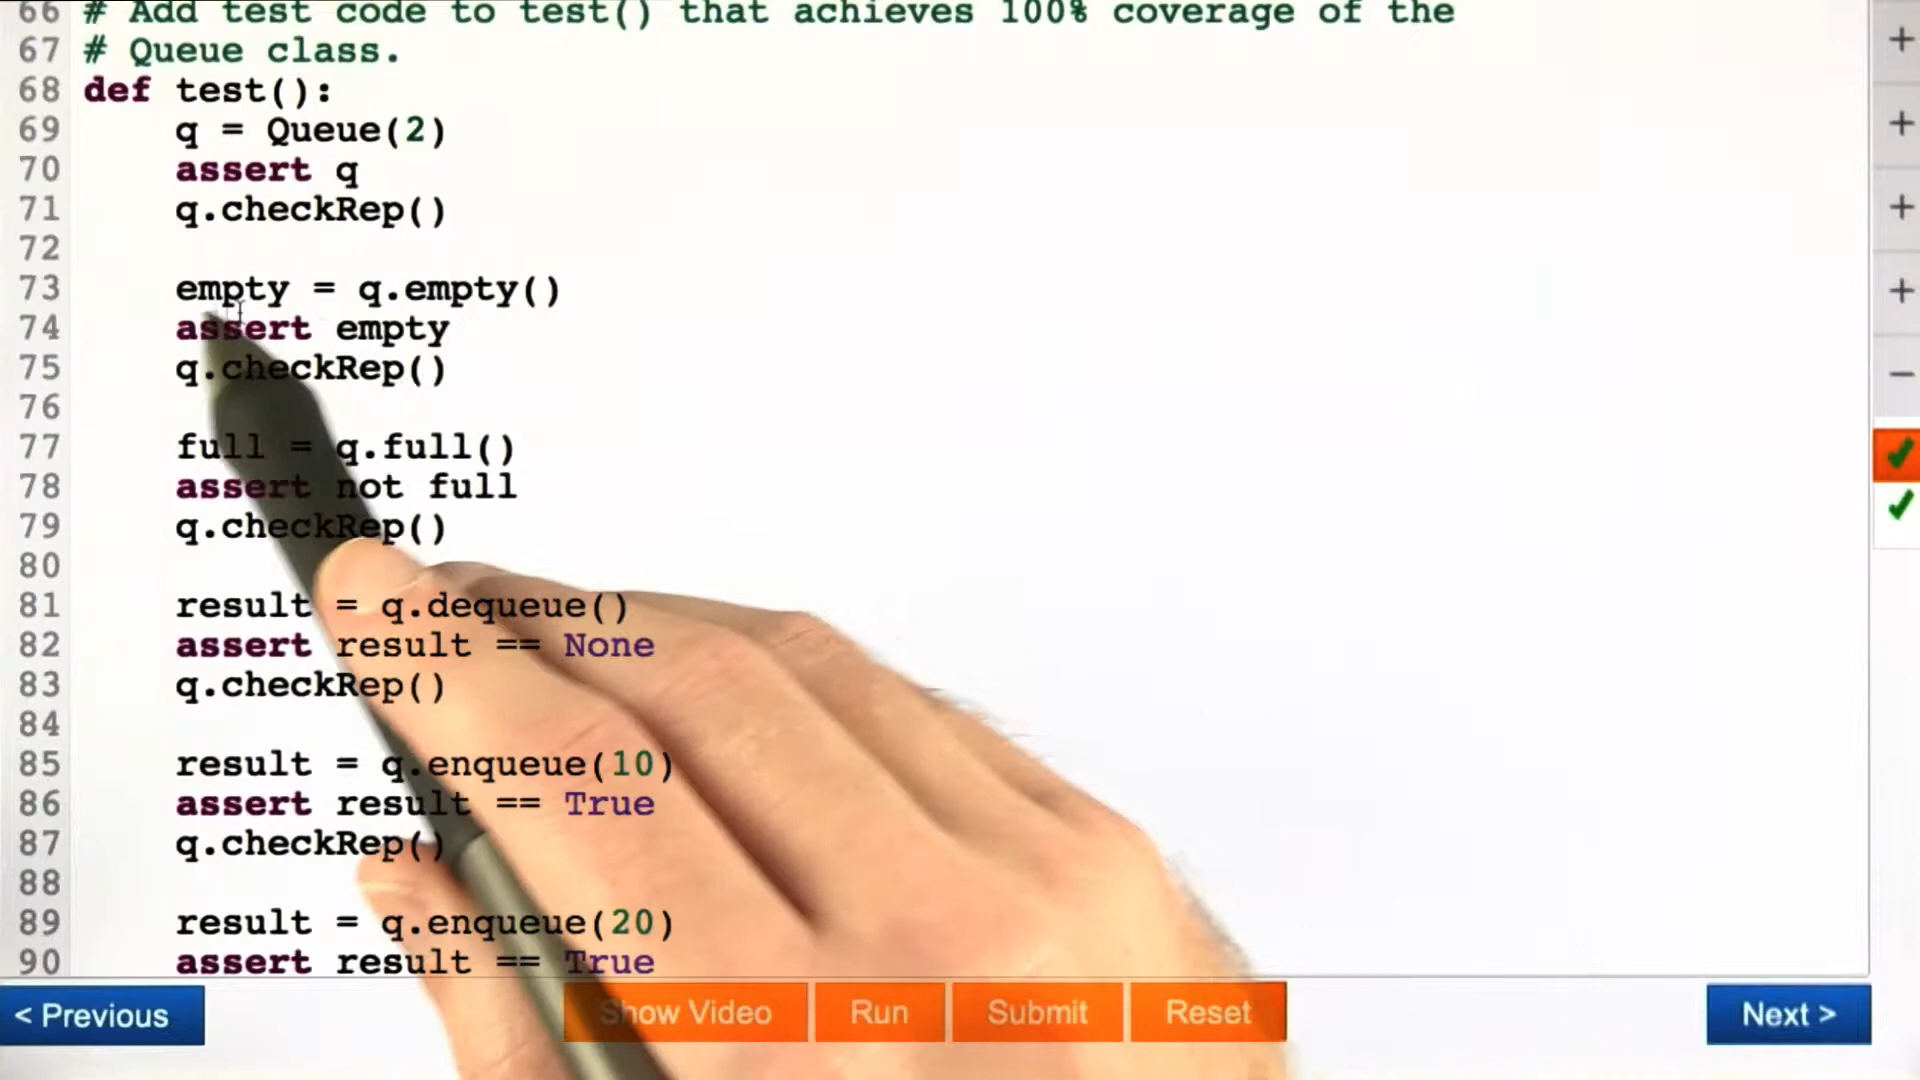 66 # Add test code to test() that achieves 100% coverage of the
67 # Queue class.
68 def test():
69 q = Queue(2)
70 assert q
71 q.checkRep()
72
73 empty = q.empty()
74 assert empty
75 q.checkRep()
76
77 full = q.full()
78 assert not full
79 q.checkRep()
80
81 result = q.dequeue()
82 assert result == None
83 q.checkRep()
84
85 result = q.enqueue(10)
86 assert result == True
87 q.checkRep()
88
89 result = q.enqueue(20)
90 assert result == True
< Previous Show Video Run Submit Reset Next >